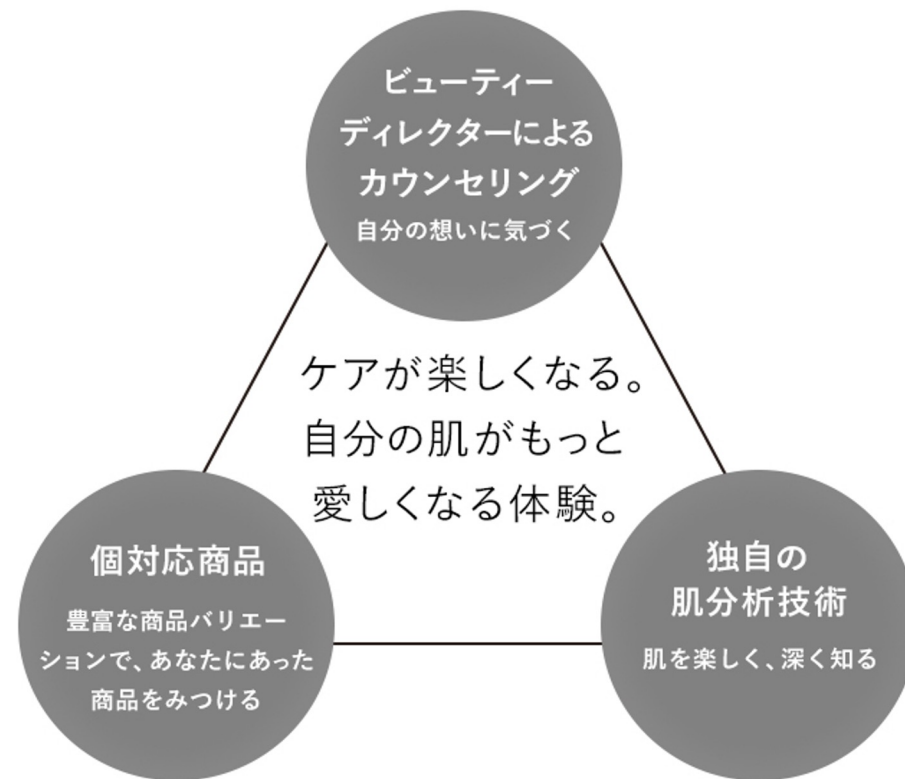 ビューティー
ディレクターによる
カウンセリング
自分の想いに気づく
ケアが楽しくなる。
自分の肌がもっと
愛しくなる体験。
個対応商品
豊富な商品バリエー
ションで、あなたにあった
商品をみつける
独自の
肌分析技術
肌を楽しく、深く知る